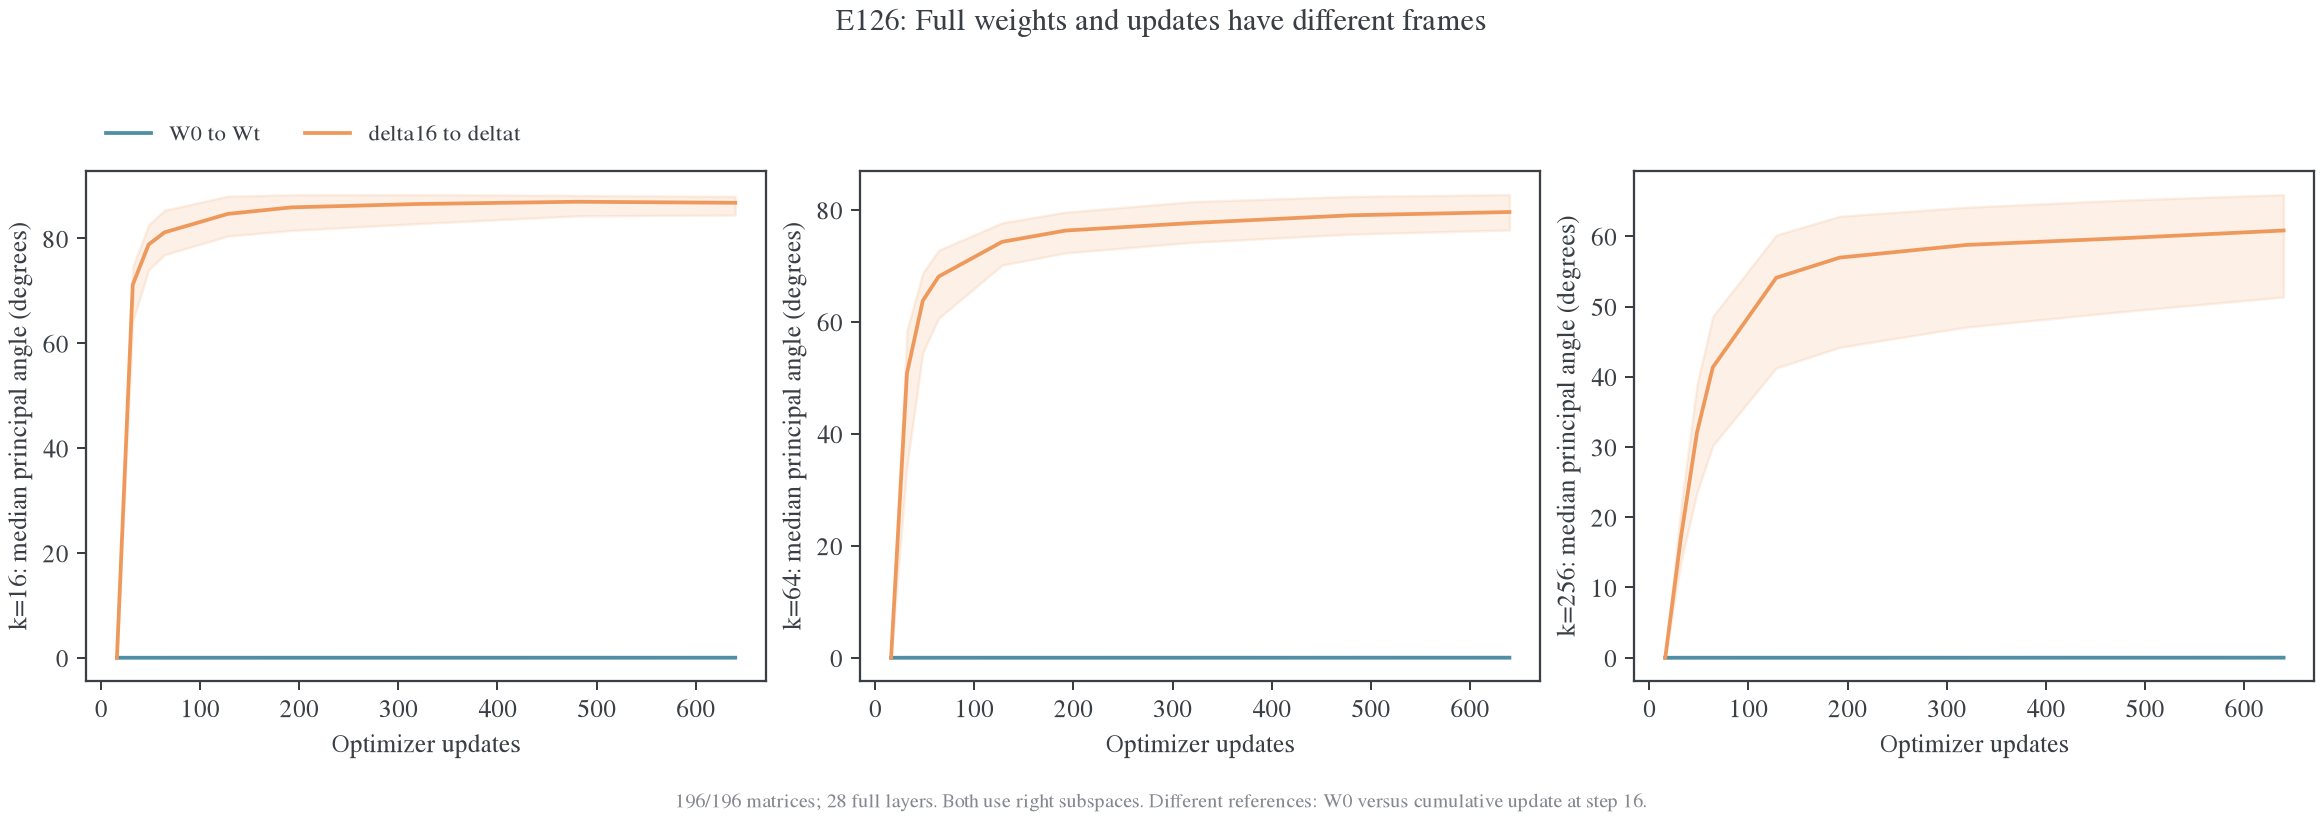 E126: Full weights and updates have different frames
W0 to Wt
delta16 to deltat
k=16: median principal angle (degrees)
80
60
40
20
0
0 100 200 300 400 500 600
Optimizer updates
k=64: median principal angle (degrees)
80
60
40
20
0
0 100 200 300 400 500 600
Optimizer updates
k=256: median principal angle (degrees)
60
50
40
30
20
10
0
0 100 200 300 400 500 600
Optimizer updates
196/196 matrices; 28 full layers. Both use right subspaces. Different references: W0 versus cumulative update at step 16.